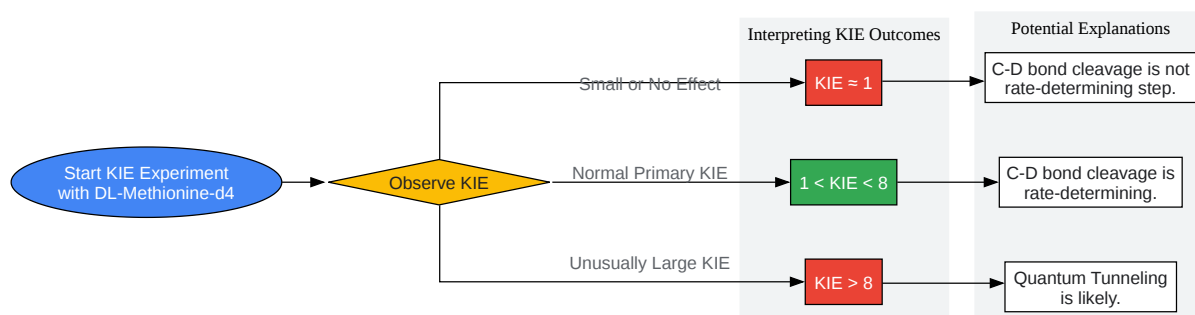 Interpreting KIE Outcomes
Potential Explanations
Small or No Effect
KIE ≈ 1
C-D bond cleavage is not
rate-determining step.
Start KIE Experiment
with DL-Methionine-d4
Observe KIE
Normal Primary KIE
1 < KIE < 8
C-D bond cleavage is
rate-determining.
Unusually Large KIE
KIE > 8
Quantum Tunneling
is likely.